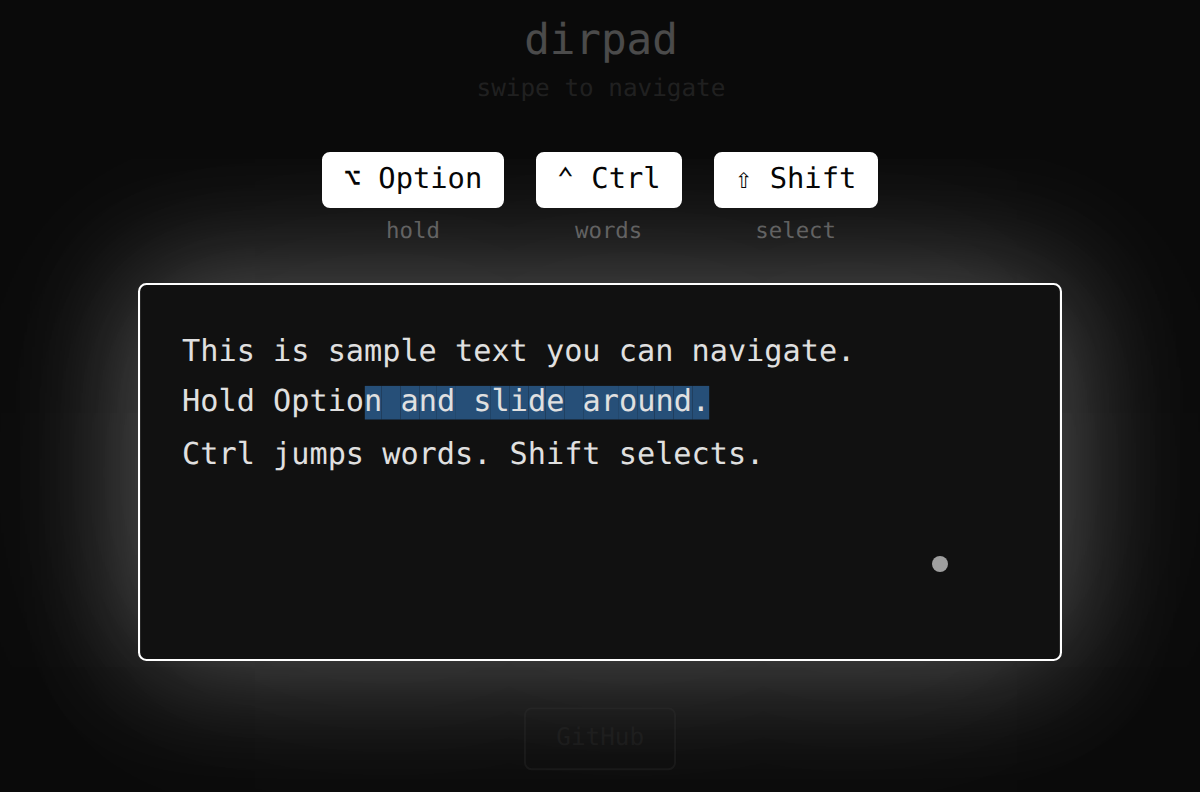 dirpad
swipe to navigate
⌥ Option
⌃ Ctrl
⇧ Shift
hold
words
select
This is sample text you can navigate.
Hold Option and slide around.
Ctrl jumps words. Shift selects.
GitHub